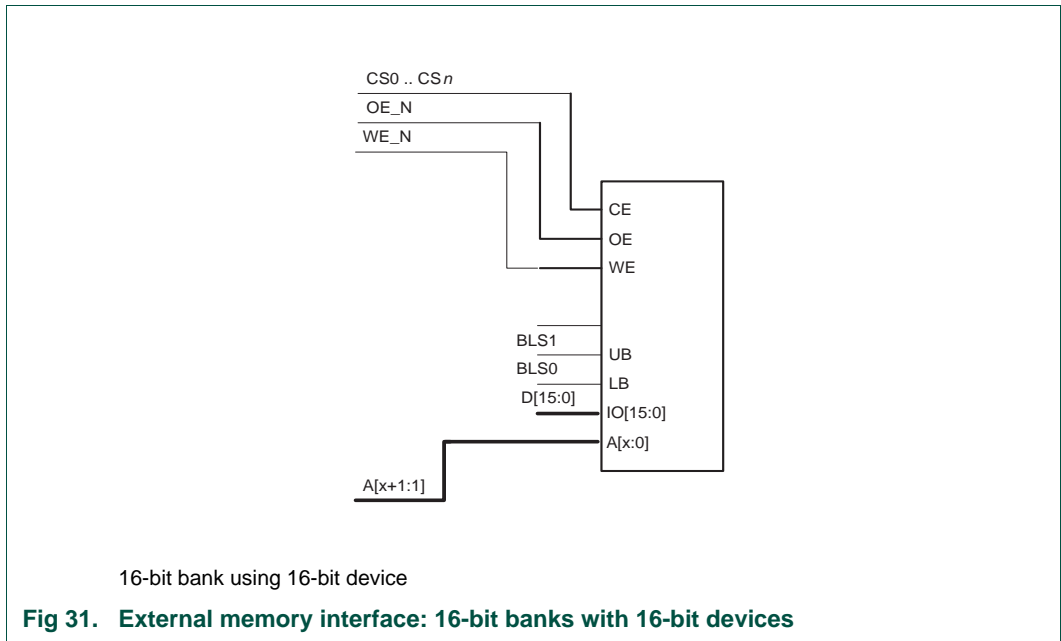 CS0 .. CSn
OE_N
WE_N
CE
OE
WE
BLS1
UB
BLS0
LB
D[15:0]
IO[15:0]
A[x:0]
A[x+1:1]
16-bit bank using 16-bit device
Fig 31. External memory interface: 16-bit banks with 16-bit devices